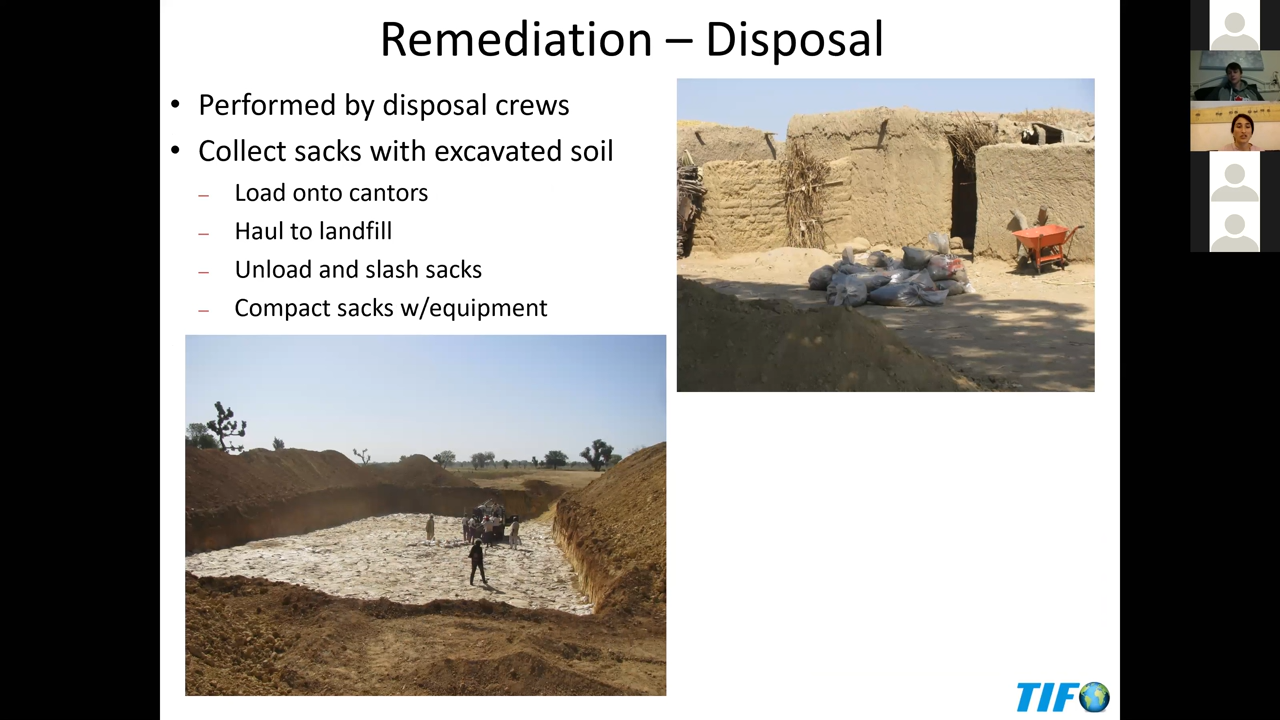 Remediation – Disposal
• Performed by disposal crews
• Collect sacks with excavated soil
– Load onto cantors
– Haul to landfill
– Unload and slash sacks
– Compact sacks w/equipment
TIFO